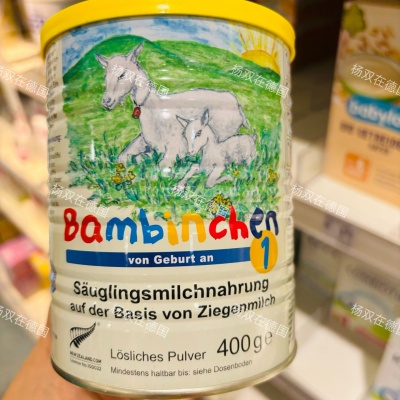 Bambinchen
von Geburt an
1
Säuglingsmilchnahrung
auf der Basis von Ziegenmilch
Lösliches Pulver 400g e
Mindestens haltbar bis: siehe Dosenboden
杨双在德国